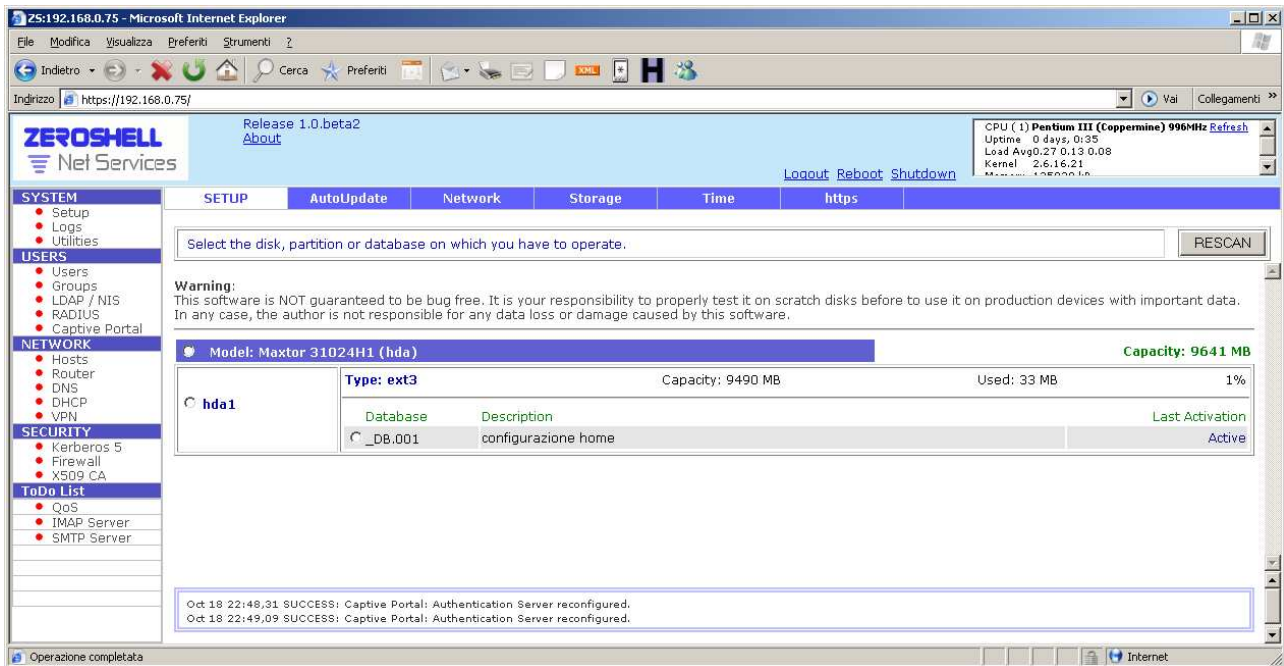 ZS:192.168.0.75 - Microsoft Internet Explorer
File Modifica Visualizza Preferiti Strumenti ?
Indietro Cerca Preferiti XML H
Indirizzo https://192.168.0.75/ Vai Collegamenti »
ZEROSHELL
Net Services
Release 1.0.beta2
About
Logout Reboot Shutdown
CPU (1) Pentium III (Coppermine) 996MHz Refresh
Uptime 0 days, 0:35
Load Avg0.27 0.13 0.08
Kernel 2.6.16.21
SYSTEM
Setup
Logs
Utilities
USERS
Users
Groups
LDAP / NIS
RADIUS
Captive Portal
NETWORK
Hosts
Router
DNS
DHCP
VPN
SECURITY
Kerberos 5
Firewall
X509 CA
ToDo List
QoS
IMAP Server
SMTP Server
SETUP AutoUpdate Network Storage Time https
Select the disk, partition or database on which you have to operate. RESCAN
Warning:
This software is NOT guaranteed to be bug free. It is your responsibility to properly test it on scratch disks before to use it on production devices with important data.
In any case, the author is not responsible for any data loss or damage caused by this software.
Model: Maxtor 31024H1 (hda) Capacity: 9641 MB
hda1
Type: ext3 Capacity: 9490 MB Used: 33 MB 1%
Database Description Last Activation
_DB.001 configurazione home Active
Oct 18 22:48,31 SUCCESS: Captive Portal: Authentication Server reconfigured.
Oct 18 22:49,09 SUCCESS: Captive Portal: Authentication Server reconfigured.
Operazione completata Internet